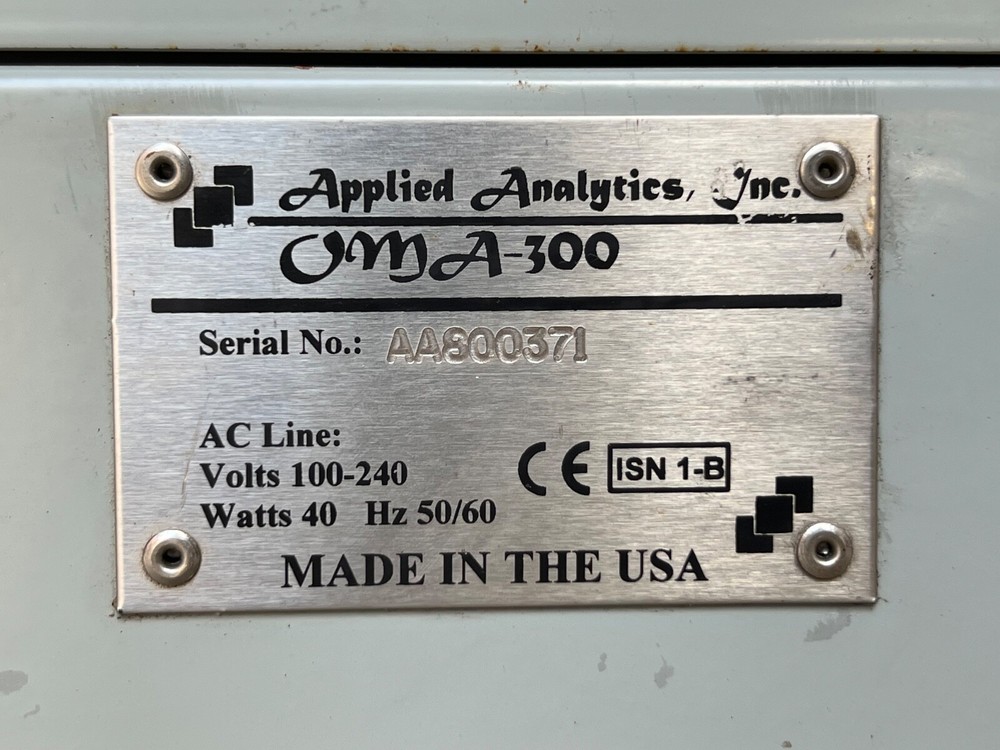 Applied Analytics, Inc.
OMA-300
Serial No.: AA800371
AC Line:
Volts 100-240
Watts 40 Hz 50/60
CE ISN 1-B
MADE IN THE USA